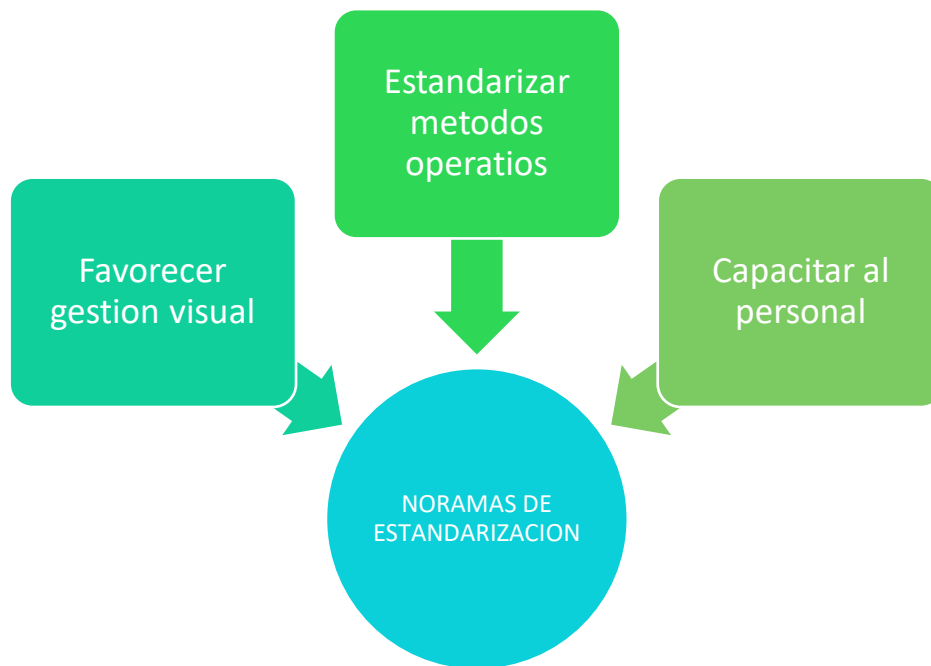 Estandarizar
metodos
operatios
Favorecer
gestion visual
Capacitar al
personal
NORAMAS DE
ESTANDARIZACION